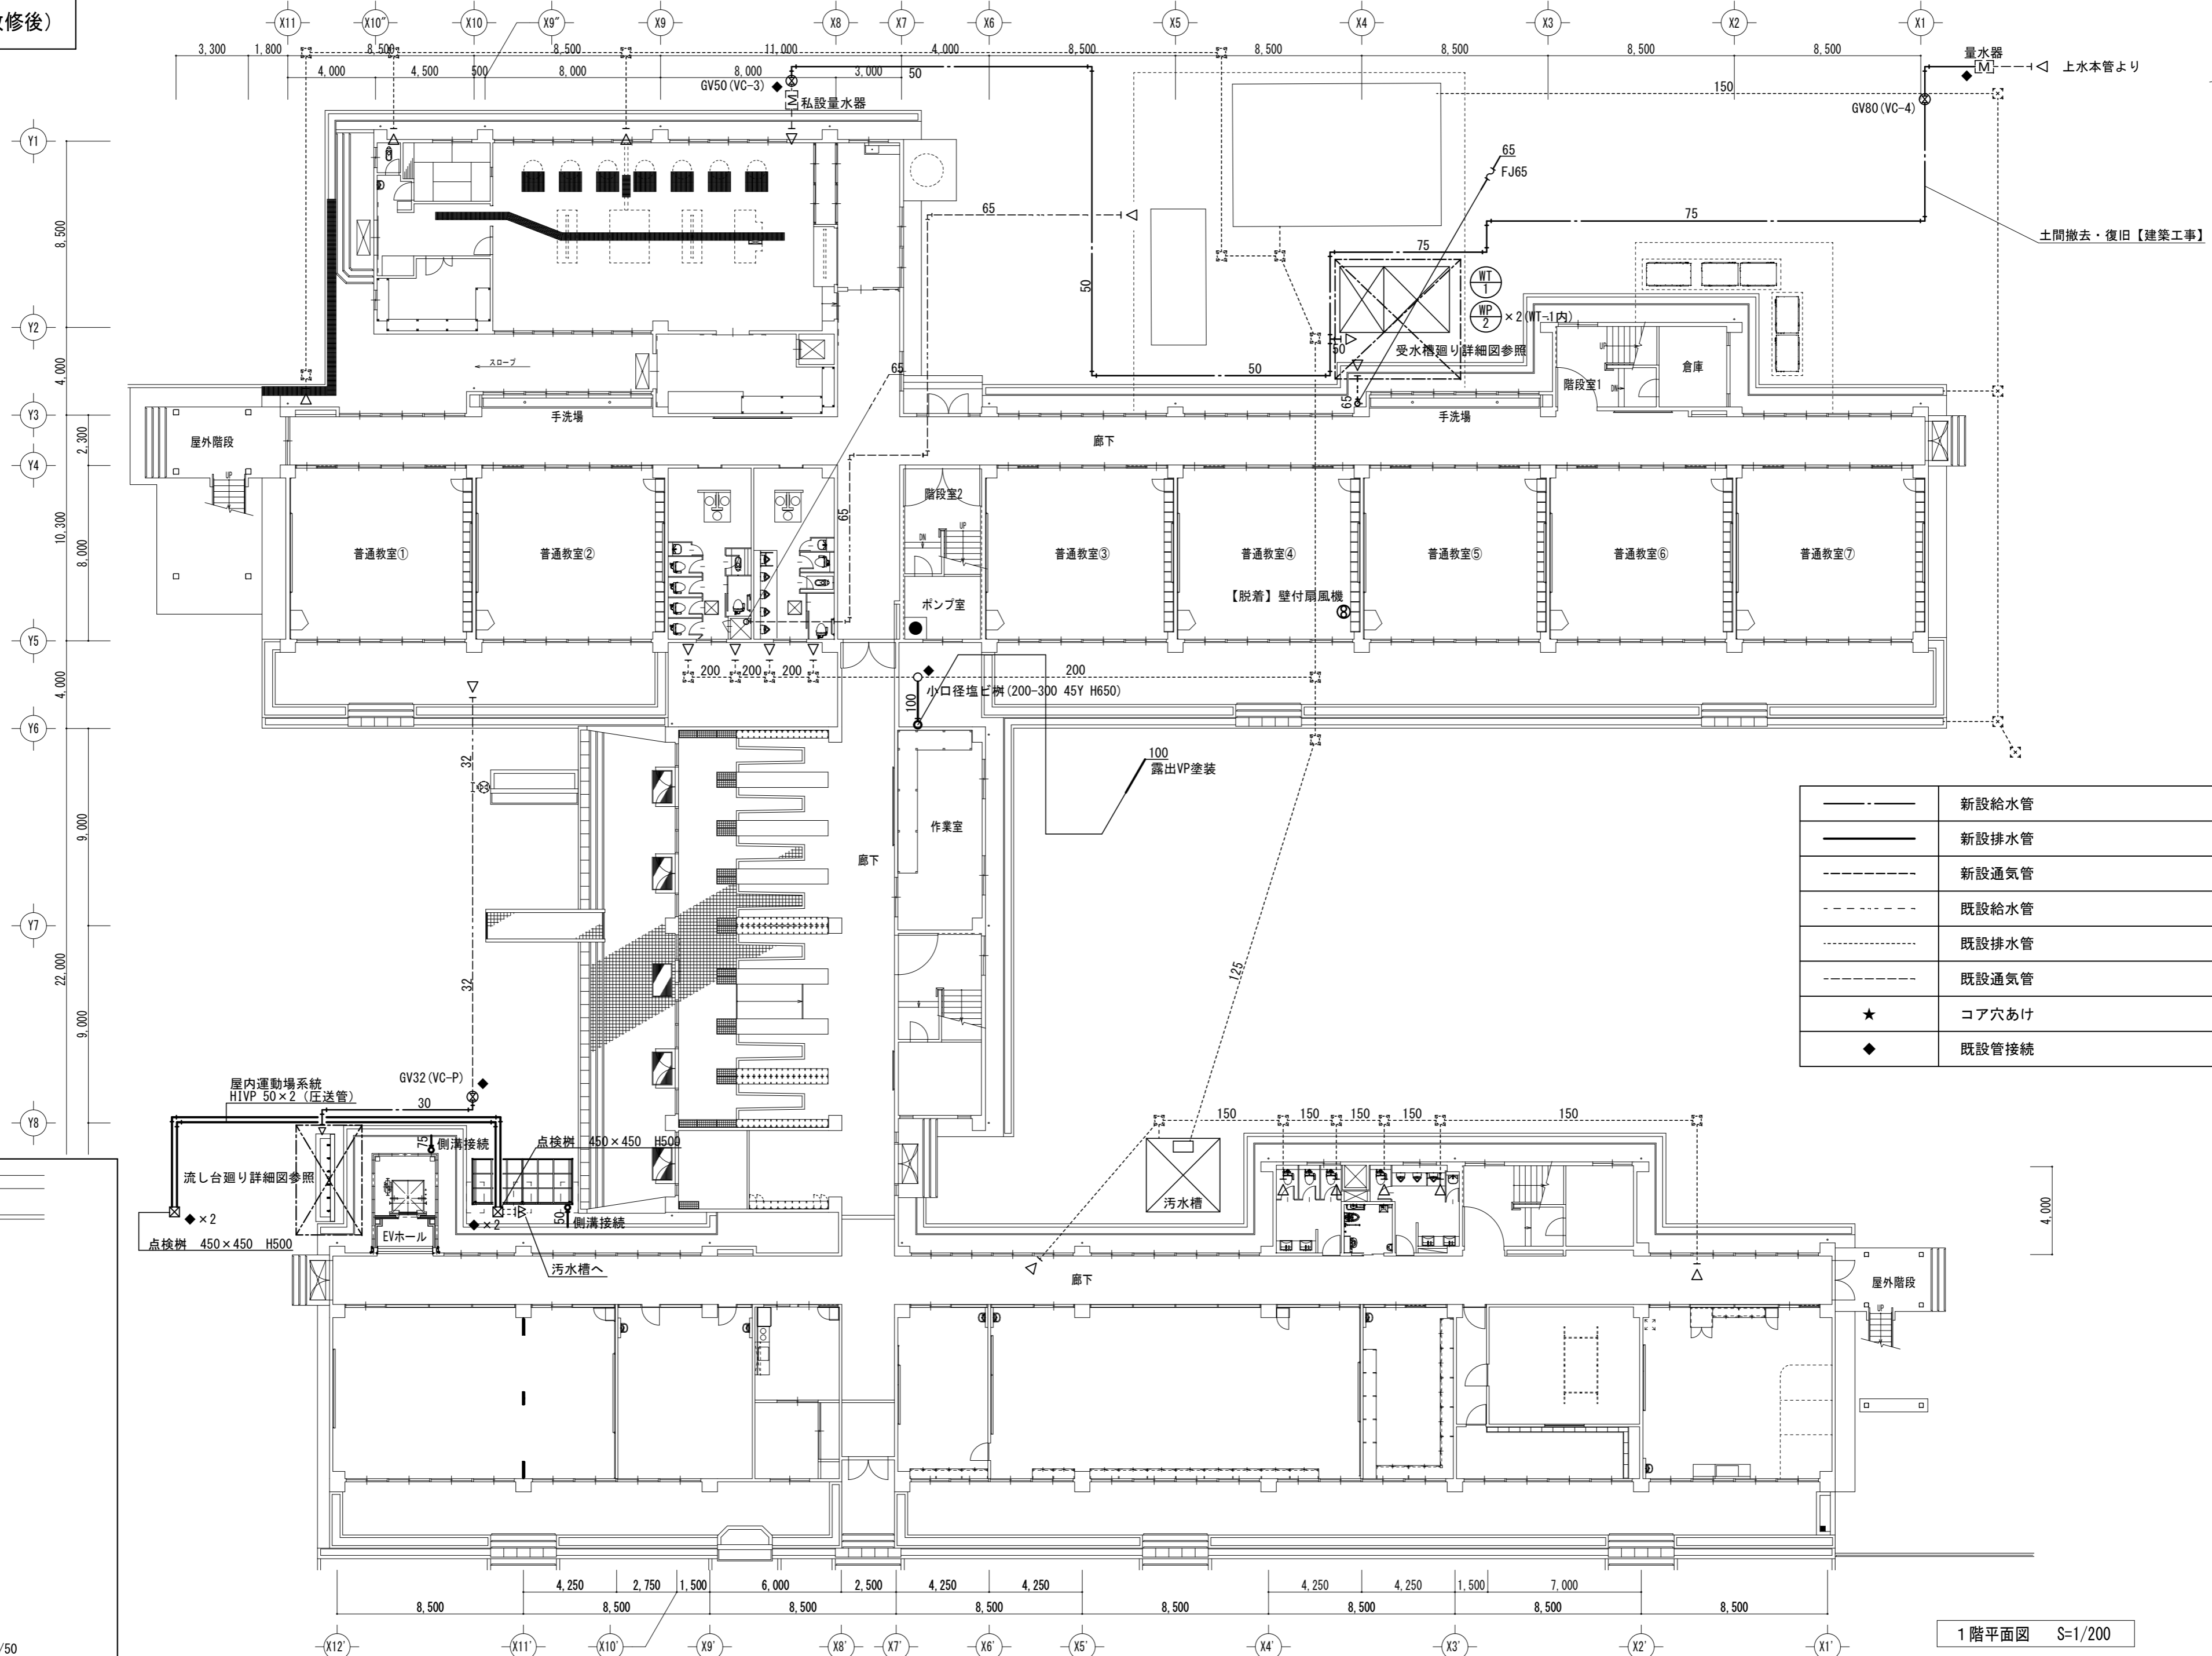 改修後）
X11
X10"
X10
X9"
X9
X8
X7
X6
X5
X4
X3
X2
X1
3,300
1,800
8,500
8,500
11,000
4,000
8,500
8,500
8,500
8,500
8,500
4,000
4,500
500
8,000
8,000
3,000
50
GV50(VC-3)
M
私設量水器
量水器
M
上水本管より
150
GV80(VC-4)
65
FJ65
75
土間撤去・復旧【建築工事】
Y1
8,500
Y2
4,000
Y3
2,300
Y4
10,300
8,000
Y5
4,000
Y6
9,000
Y7
22,000
9,000
Y8
65
75
50
WT
1
WP
2
×2(WT-1内)
50
受水槽廻り詳細図参照
50
65
スロープ
65
手洗場
手洗場
階段室1
UP
DN
倉庫
屋外階段
UP
廊下
階段室2
DN
UP
65
普通教室①
普通教室②
普通教室③
普通教室④
普通教室⑤
普通教室⑥
普通教室⑦
【脱着】壁付扇風機
8
ポンプ室
200
200
200
200
小口径塩ビ桝(200-300 45Y H650)
100
100
露出VP塗装
32
作業室
廊下
32
125
新設給水管
新設排水管
新設通気管
既設給水管
既設排水管
既設通気管
★
コア穴あけ
◆
既設管接続
GV32(VC-P)
屋内運動場系統
HIVP 50×2 (圧送管)
30
75
側溝接続
点検桝 450×450 H500
流し台廻り詳細図参照
◆×2
点検桝 450×450 H500
EVホール
◆×2
50
側溝接続
汚水槽へ
150
150
150
150
150
汚水槽
4,000
廊下
屋外階段
UP
4,250
2,750
1,500
6,000
2,500
4,250
4,250
4,250
4,250
1,500
7,000
8,500
8,500
8,500
8,500
8,500
8,500
8,500
8,500
X12'
X11'
X10'
X9'
X8'
X7'
X6'
X5'
X4'
X3'
X2'
X1'
/50
1階平面図 S=1/200